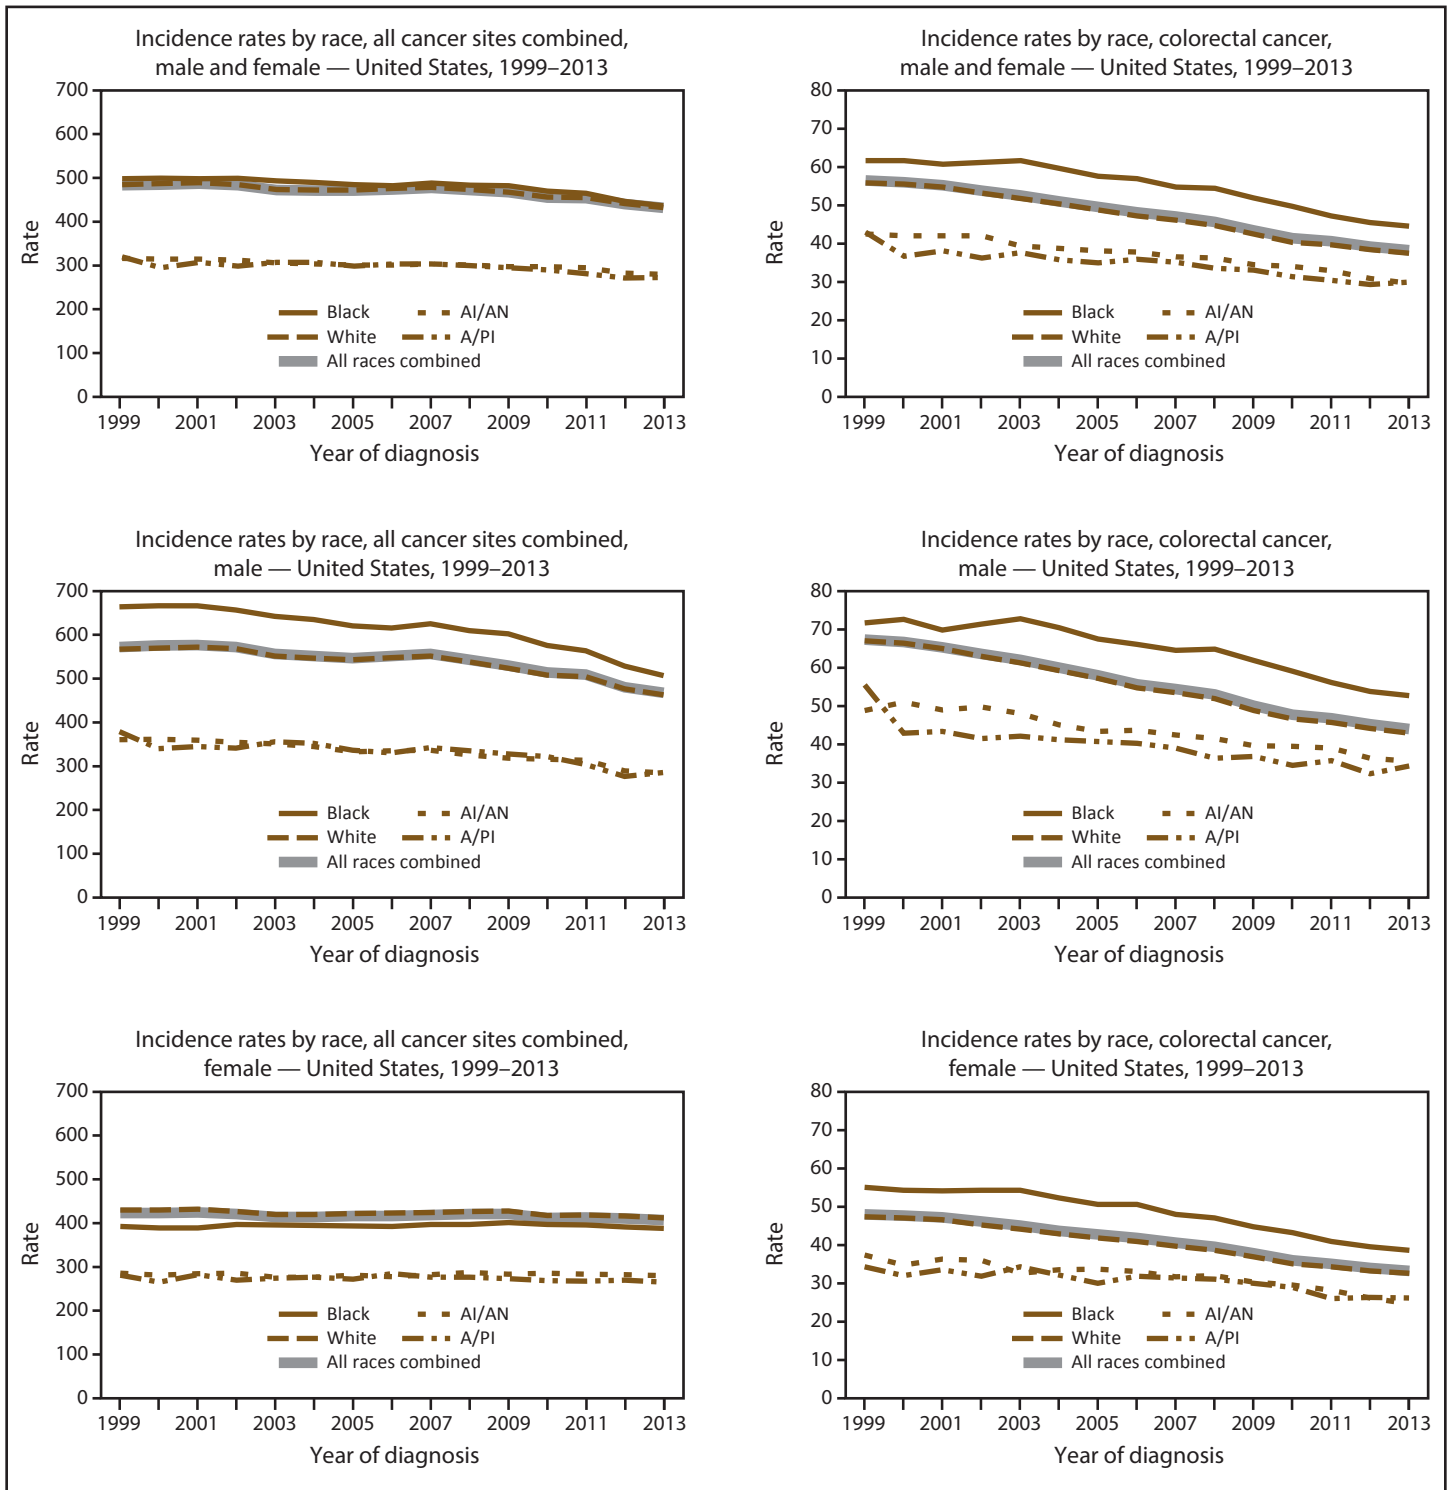 Incidence rates by race, all cancer sites combined,
male and female — United States, 1999–2013
700
600
500
400
300
200
100
0
Rate
Black
AI/AN
White
A/PI
All races combined
1999 2001 2003 2005 2007 2009 2011 2013
Year of diagnosis
Incidence rates by race, colorectal cancer,
male and female — United States, 1999–2013
80
70
60
50
40
30
20
10
0
Rate
Black
AI/AN
White
A/PI
All races combined
1999 2001 2003 2005 2007 2009 2011 2013
Year of diagnosis
Incidence rates by race, all cancer sites combined,
male — United States, 1999–2013
700
600
500
400
300
200
100
0
Rate
Black
AI/AN
White
A/PI
All races combined
1999 2001 2003 2005 2007 2009 2011 2013
Year of diagnosis
Incidence rates by race, colorectal cancer,
male — United States, 1999–2013
80
70
60
50
40
30
20
10
0
Rate
Black
AI/AN
White
A/PI
All races combined
1999 2001 2003 2005 2007 2009 2011 2013
Year of diagnosis
Incidence rates by race, all cancer sites combined,
female — United States, 1999–2013
700
600
500
400
300
200
100
0
Rate
Black
AI/AN
White
A/PI
All races combined
1999 2001 2003 2005 2007 2009 2011 2013
Year of diagnosis
Incidence rates by race, colorectal cancer,
female — United States, 1999–2013
80
70
60
50
40
30
20
10
0
Rate
Black
AI/AN
White
A/PI
All races combined
1999 2001 2003 2005 2007 2009 2011 2013
Year of diagnosis